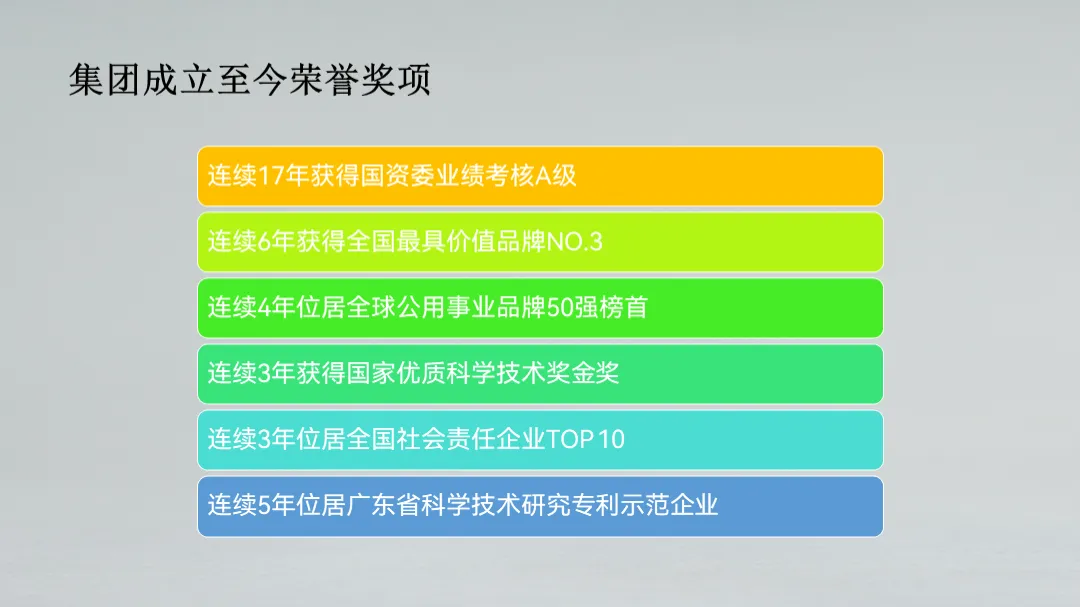 集团成立至今荣誉奖项
连续17年获得国资委业绩考核A级
连续6年获得全国最具价值品牌NO.3
连续4年位居全球公用事业品牌50强榜首
连续3年获得国家优质科学技术奖金奖
连续3年位居全国社会责任企业TOP 10
连续5年位居广东省科学技术研究专利示范企业